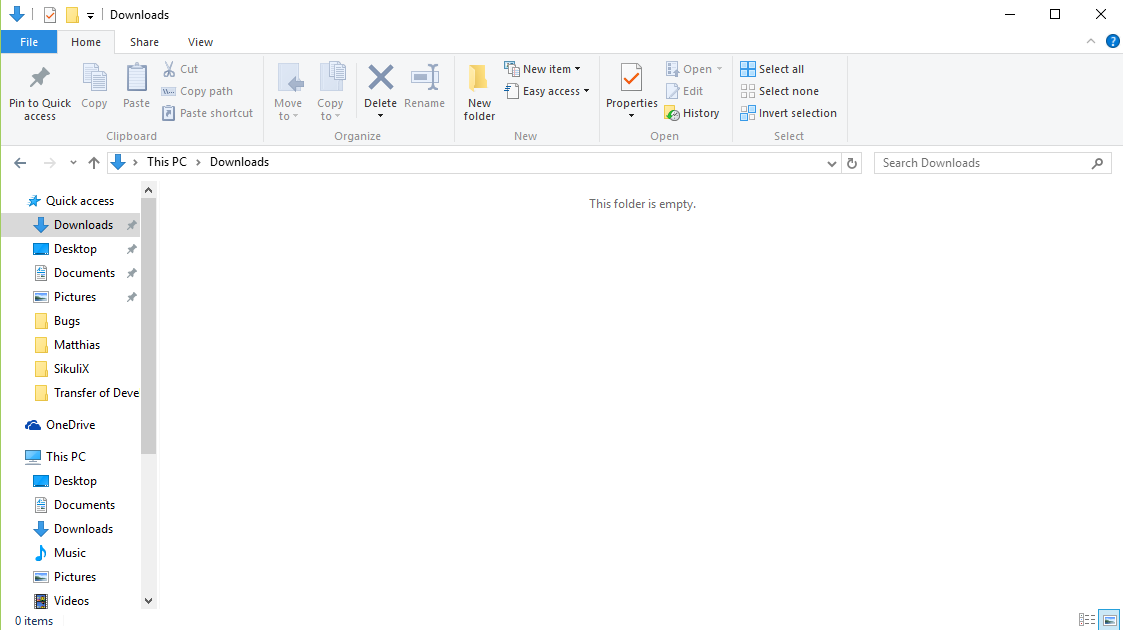 Downloads
File Home Share View
Pin to Quick access
Copy
Paste
Cut
Copy path
Paste shortcut
Clipboard
Move to
Copy to
Delete
Rename
Organize
New folder
New item
Easy access
New
Properties
Open
Edit
History
Open
Select all
Select none
Invert selection
Select
This PC > Downloads
Search Downloads
Quick access
Downloads
Desktop
Documents
Pictures
Bugs
Matthias
SikuliX
Transfer of Deve
OneDrive
This PC
Desktop
Documents
Downloads
Music
Pictures
Videos
This folder is empty.
0 items